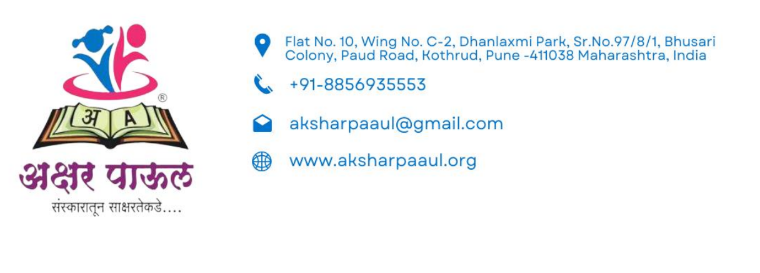 अ A ®
अक्षर पाऊल
संस्कारातून साक्षरतेकडे....
Flat No. 10, Wing No. C-2, Dhanlaxmi Park, Sr.No.97/8/1, Bhusari
Colony, Paud Road, Kothrud, Pune -411038 Maharashtra, India
+91-8856935553
aksharpaaul@gmail.com
www.aksharpaaul.org